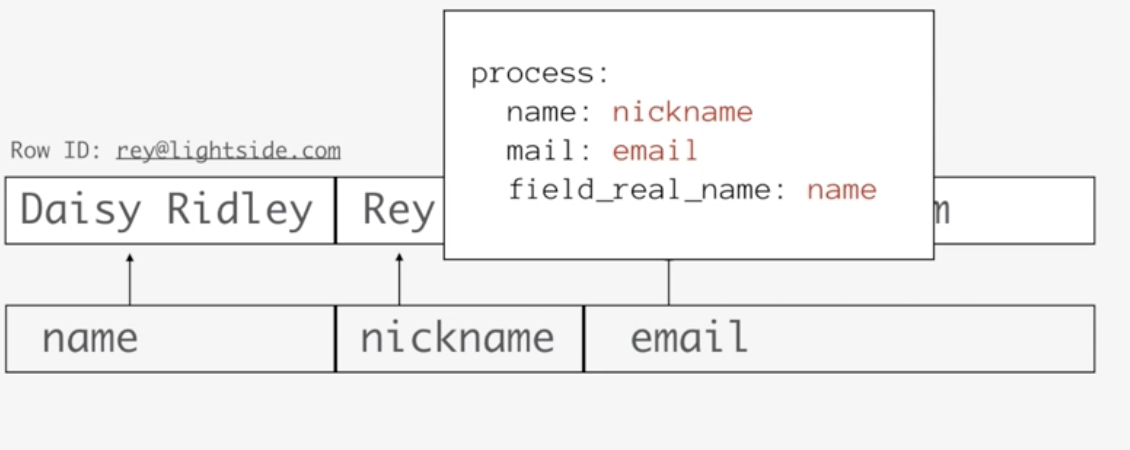 process:
name: nickname
mail: email
field_real_name: name
Row ID: rey@lightside.com
Daisy Ridley Rey m
name nickname email